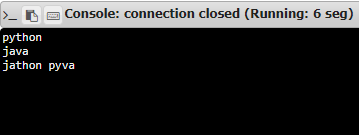 >_ Console: connection closed (Running: 6 seg)
python
java
jathon pyva